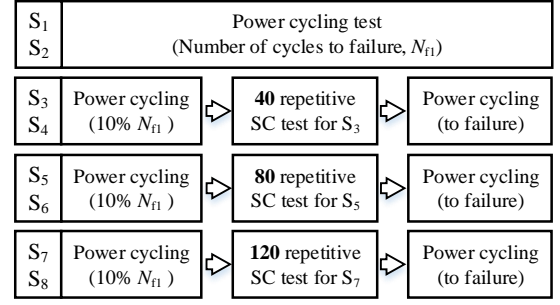 S1 Power cycling test
S2 (Number of cycles to failure, Nf1)
S3 Power cycling 40 repetitive Power cycling
S4 (10% Nf1 ) SC test for S3 (to failure)
S5 Power cycling 80 repetitive Power cycling
S6 (10% Nf1 ) SC test for S5 (to failure)
S7 Power cycling 120 repetitive Power cycling
S8 (10% Nf1 ) SC test for S7 (to failure)